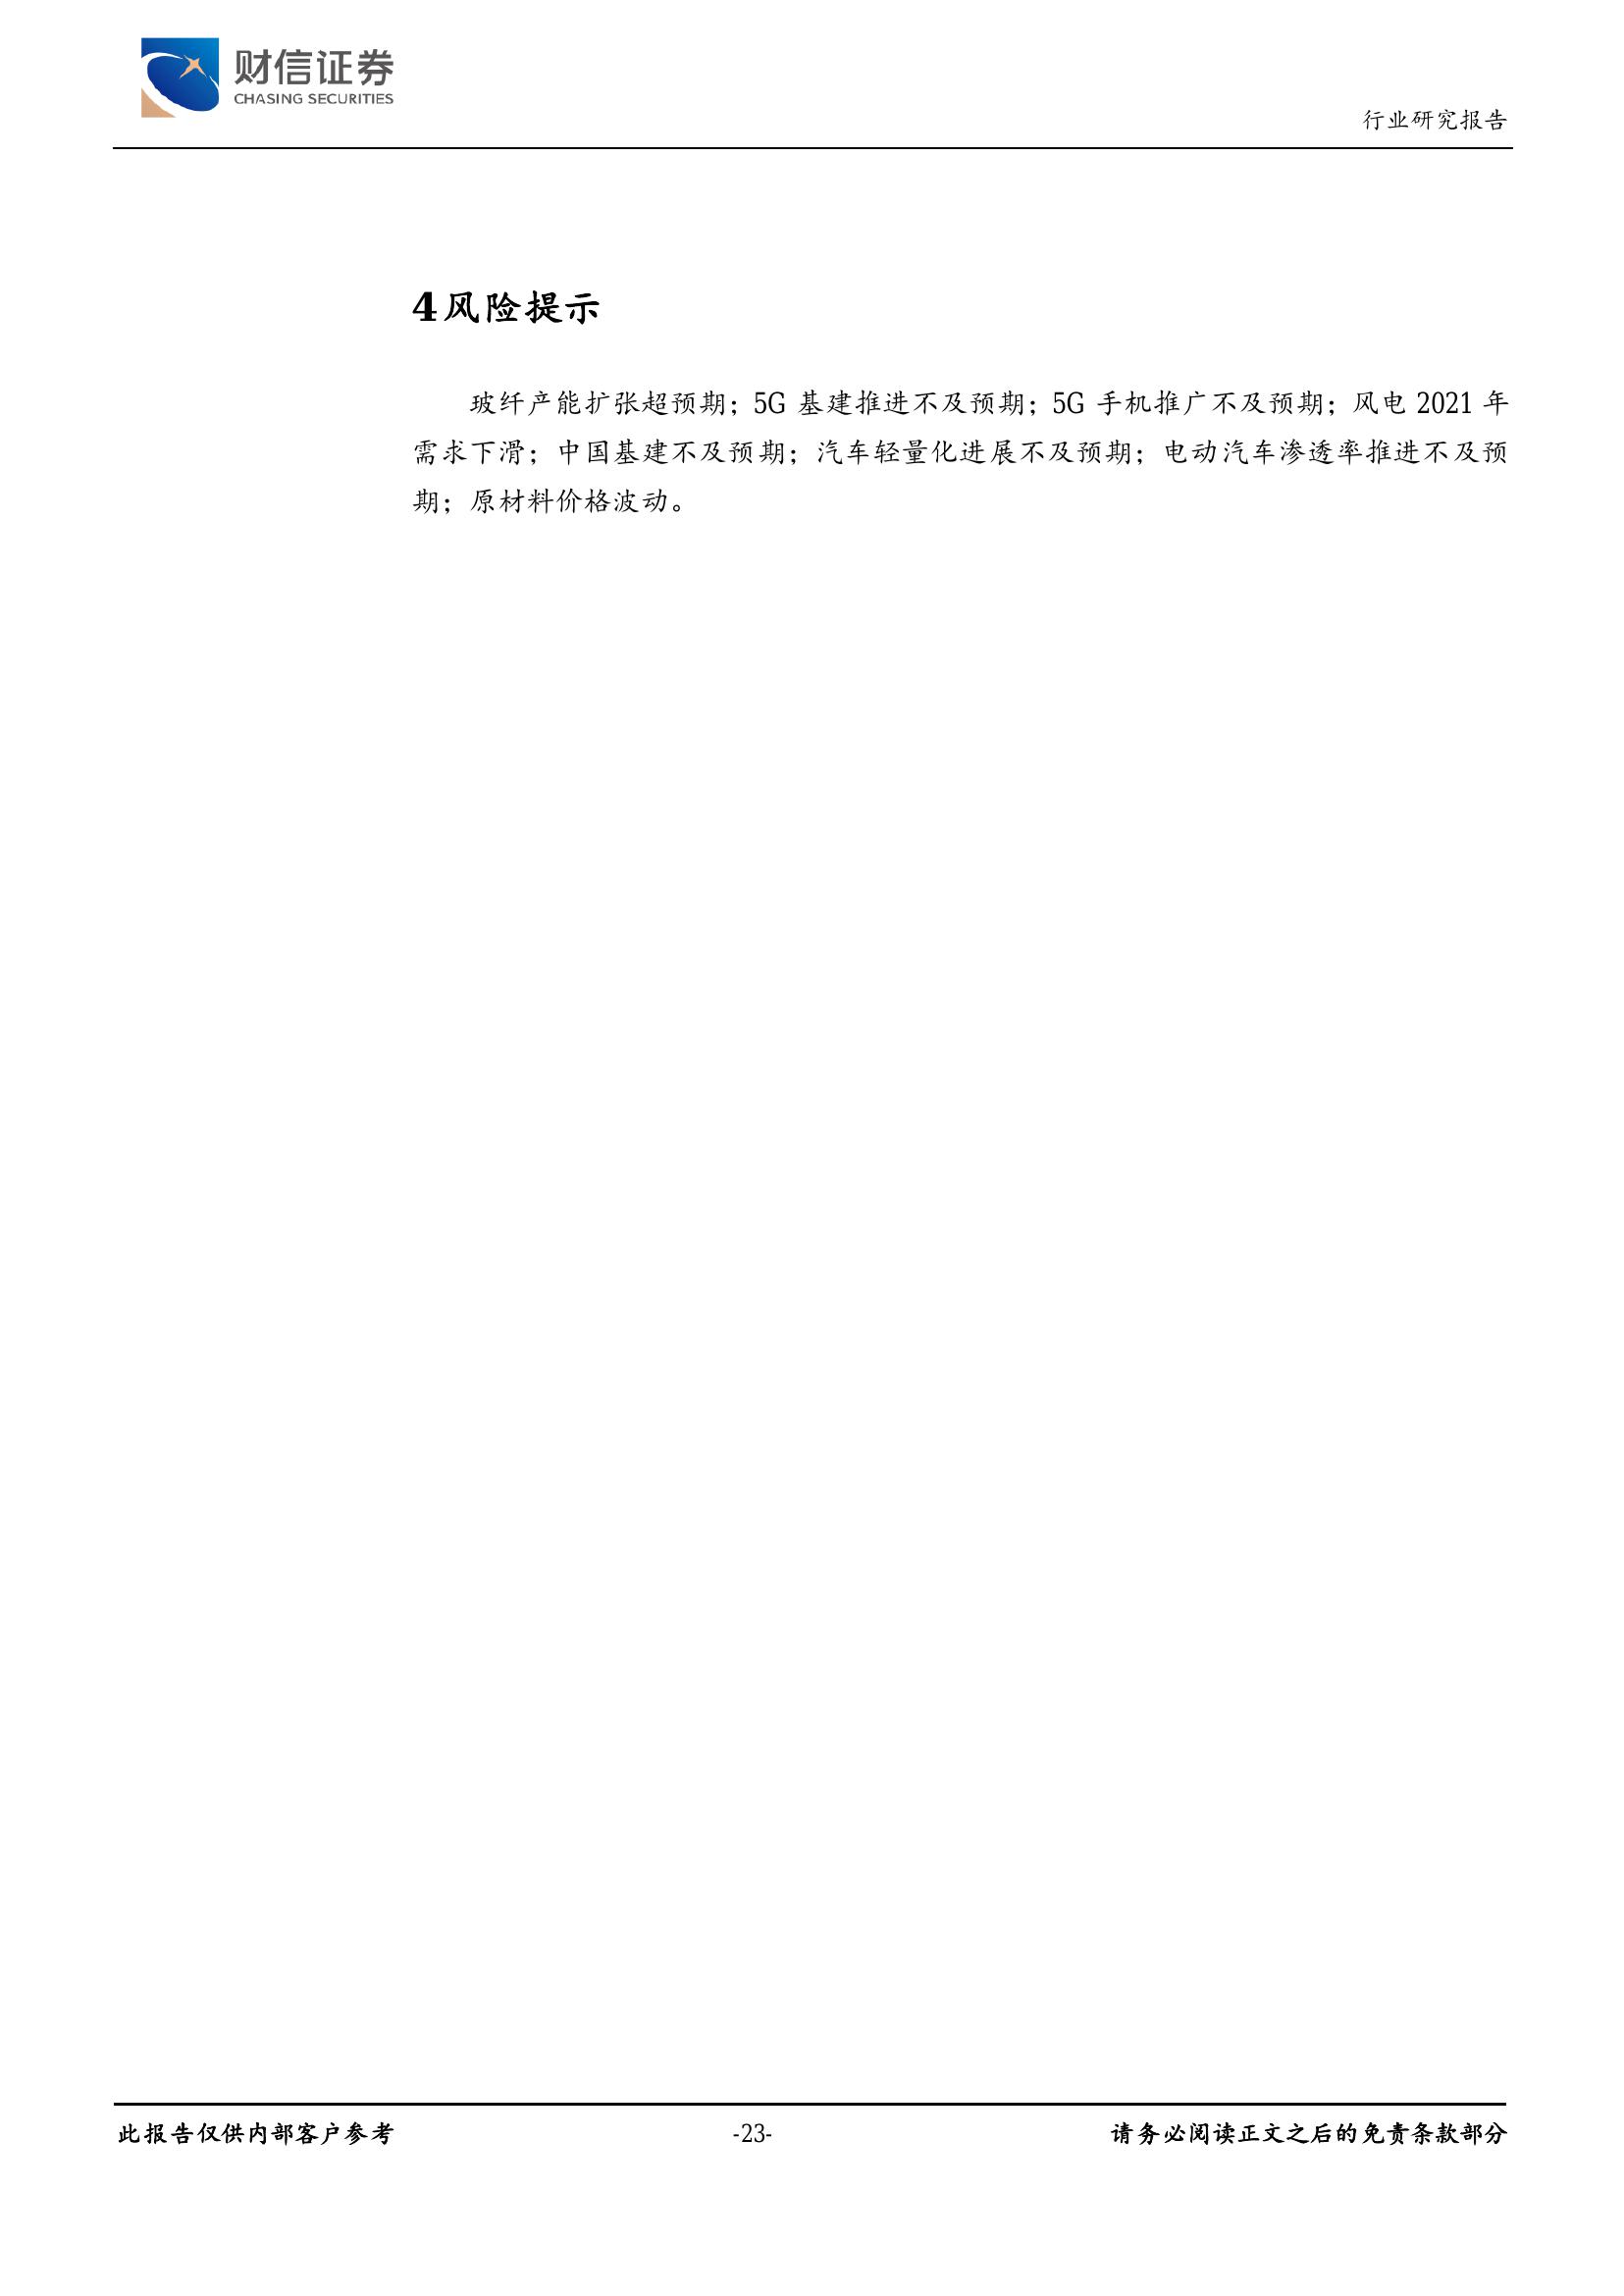 财信证券
CHASING SECURITIES
行业研究报告
4风险提示
玻纤产能扩张超预期；5G 基建推进不及预期；5G 手机推广不及预期；风电 2021 年
需求下滑；中国基建不及预期；汽车轻量化进展不及预期；电动汽车渗透率推进不及预
期；原材料价格波动。
此报告仅供内部客户参考
-23-
请务必阅读正文之后的免责条款部分